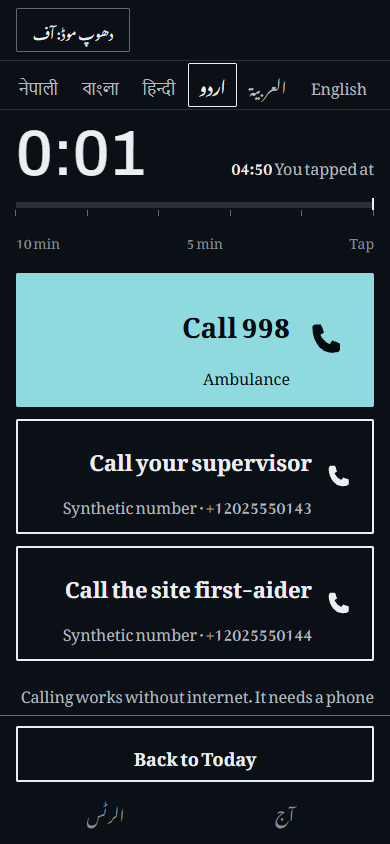 دھوپ موڈ: آف
नेपाली বাংলা हिन्दी اردو العربية English
0:01
04:50 You tapped at
10 min 5 min Tap
Call 998
Ambulance
Call your supervisor
Synthetic number · +12025550143
Call the site first-aider
Synthetic number · +12025550144
Calling works without internet. It needs a phone
Back to Today
آج
الرٹس